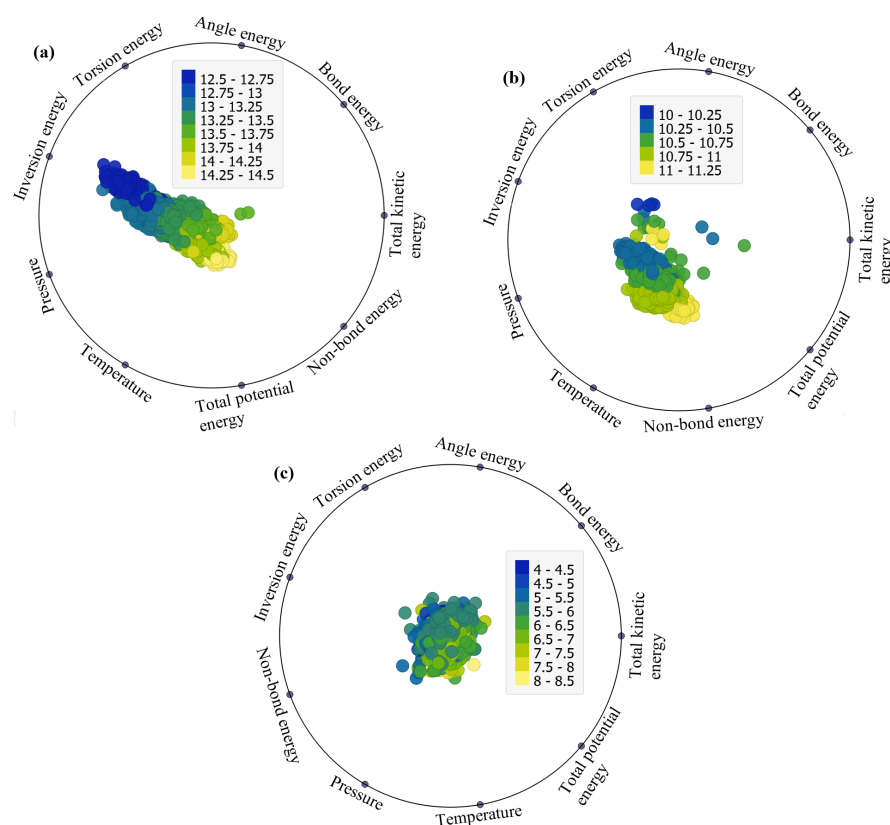 (a)
Angle energy
Torsion energy
Bond energy
Inversion energy
Total kinetic
energy
Pressure
Non-bond energy
Temperature
Total potential
energy
12.5 - 12.75
12.75 - 13
13 - 13.25
13.25 - 13.5
13.5 - 13.75
13.75 - 14
14 - 14.25
14.25 - 14.5
(b)
Angle energy
Torsion energy
Bond energy
Inversion energy
Total kinetic
energy
Pressure
Total potential
energy
Temperature
Non-bond energy
10 - 10.25
10.25 - 10.5
10.5 - 10.75
10.75 - 11
11 - 11.25
(c)
Angle energy
Torsion energy
Bond energy
Inversion energy
Total kinetic
energy
Non-bond energy
Total potential
energy
Pressure
Temperature
4 - 4.5
4.5 - 5
5 - 5.5
5.5 - 6
6 - 6.5
6.5 - 7
7 - 7.5
7.5 - 8
8 - 8.5